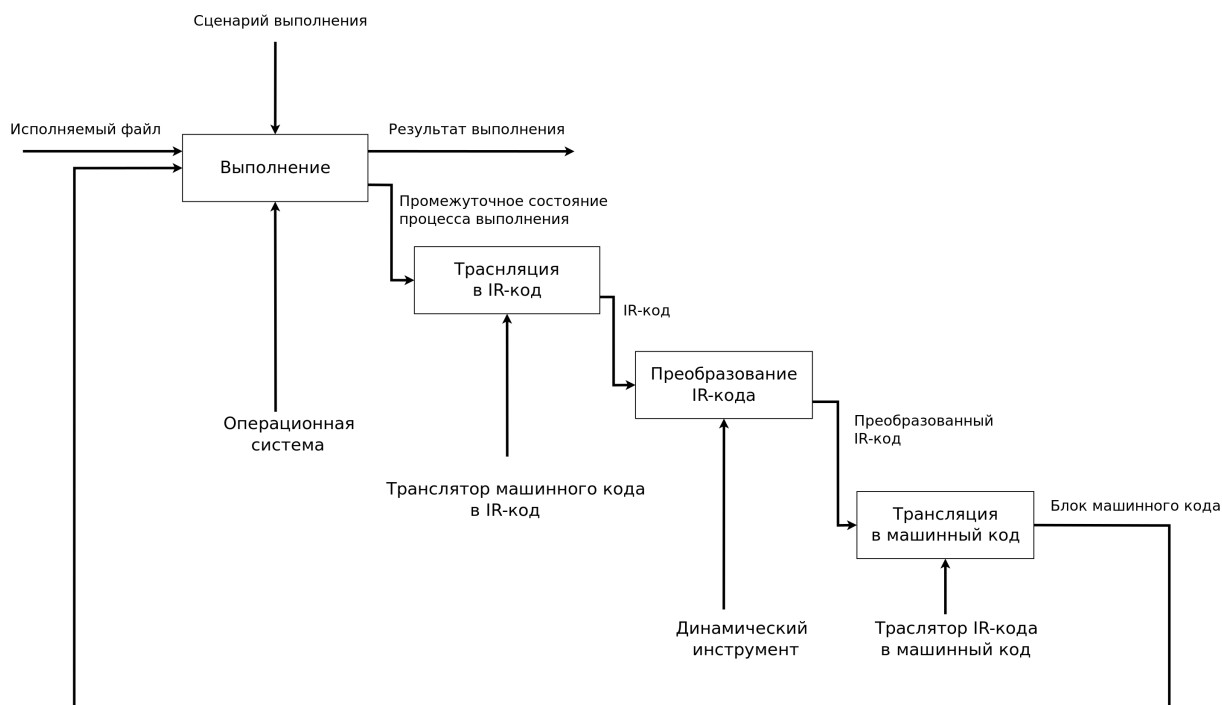 Сценарий выполнения
Исполняемый файл
Результат выполнения
Выполнение
Промежуточное состояние
процесса выполнения
Траснляция
в IR-код
IR-код
Преобразование
IR-кода
Операционная
система
Преобразованный
IR-код
Транслятор машинного кода
в IR-код
Блок машинного кода
Трансляция
в машинный код
Динамический
инструмент
Траслятор IR-кода
в машинный код